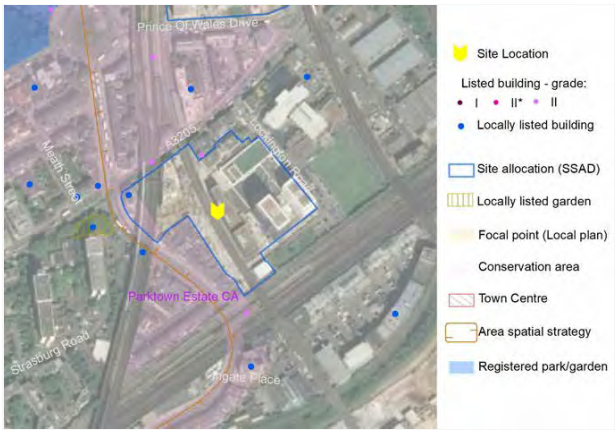 Prince Of Wales Drive
A3205
Lockington Road
Meath Street
Parktown Estate CA
Strasburg Road
Ingate Place
Site Location
Listed building - grade:
I II* II
Locally listed building
Site allocation (SSAD)
Locally listed garden
Focal point (Local plan)
Conservation area
Town Centre
Area spatial strategy
Registered park/garden